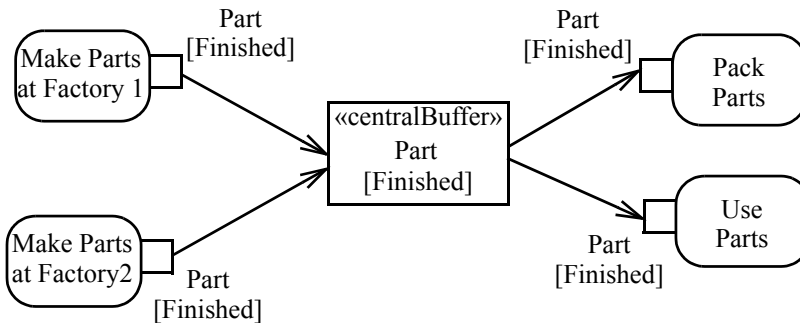 Make Parts
at Factory 1
Part
[Finished]
Make Parts
at Factory2
Part
[Finished]
«centralBuffer»
Part
[Finished]
Part
[Finished]
Pack
Parts
Part
[Finished]
Use
Parts